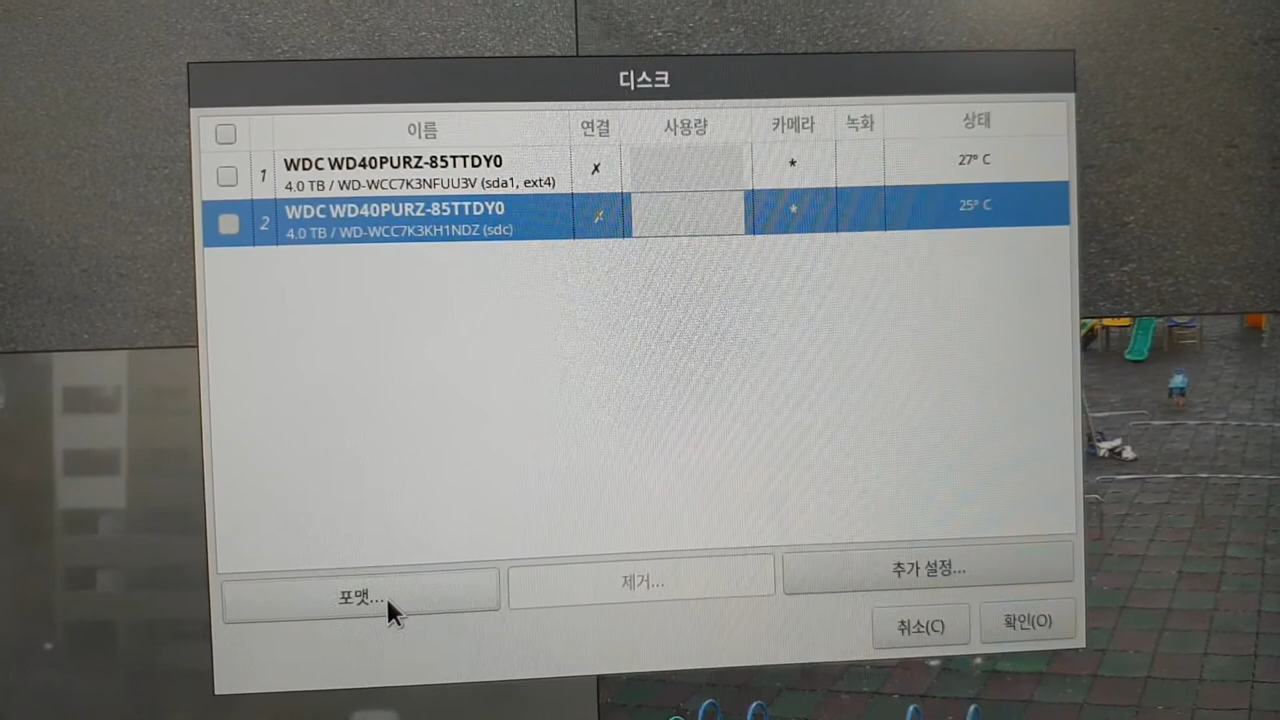 디스크
이름 연결 사용량 카메라 녹화 상태
1 WDC WD40PURZ-85TTDY0 ✗ * 27° C
4.0 TB / WD-WCC7K3NFUU3V (sda1, ext4)
2 WDC WD40PURZ-85TTDY0 ✗ * 25° C
4.0 TB / WD-WCC7K3KH1NDZ (sdc)
포맷... 제거... 추가 설정...
취소(C) 확인(O)